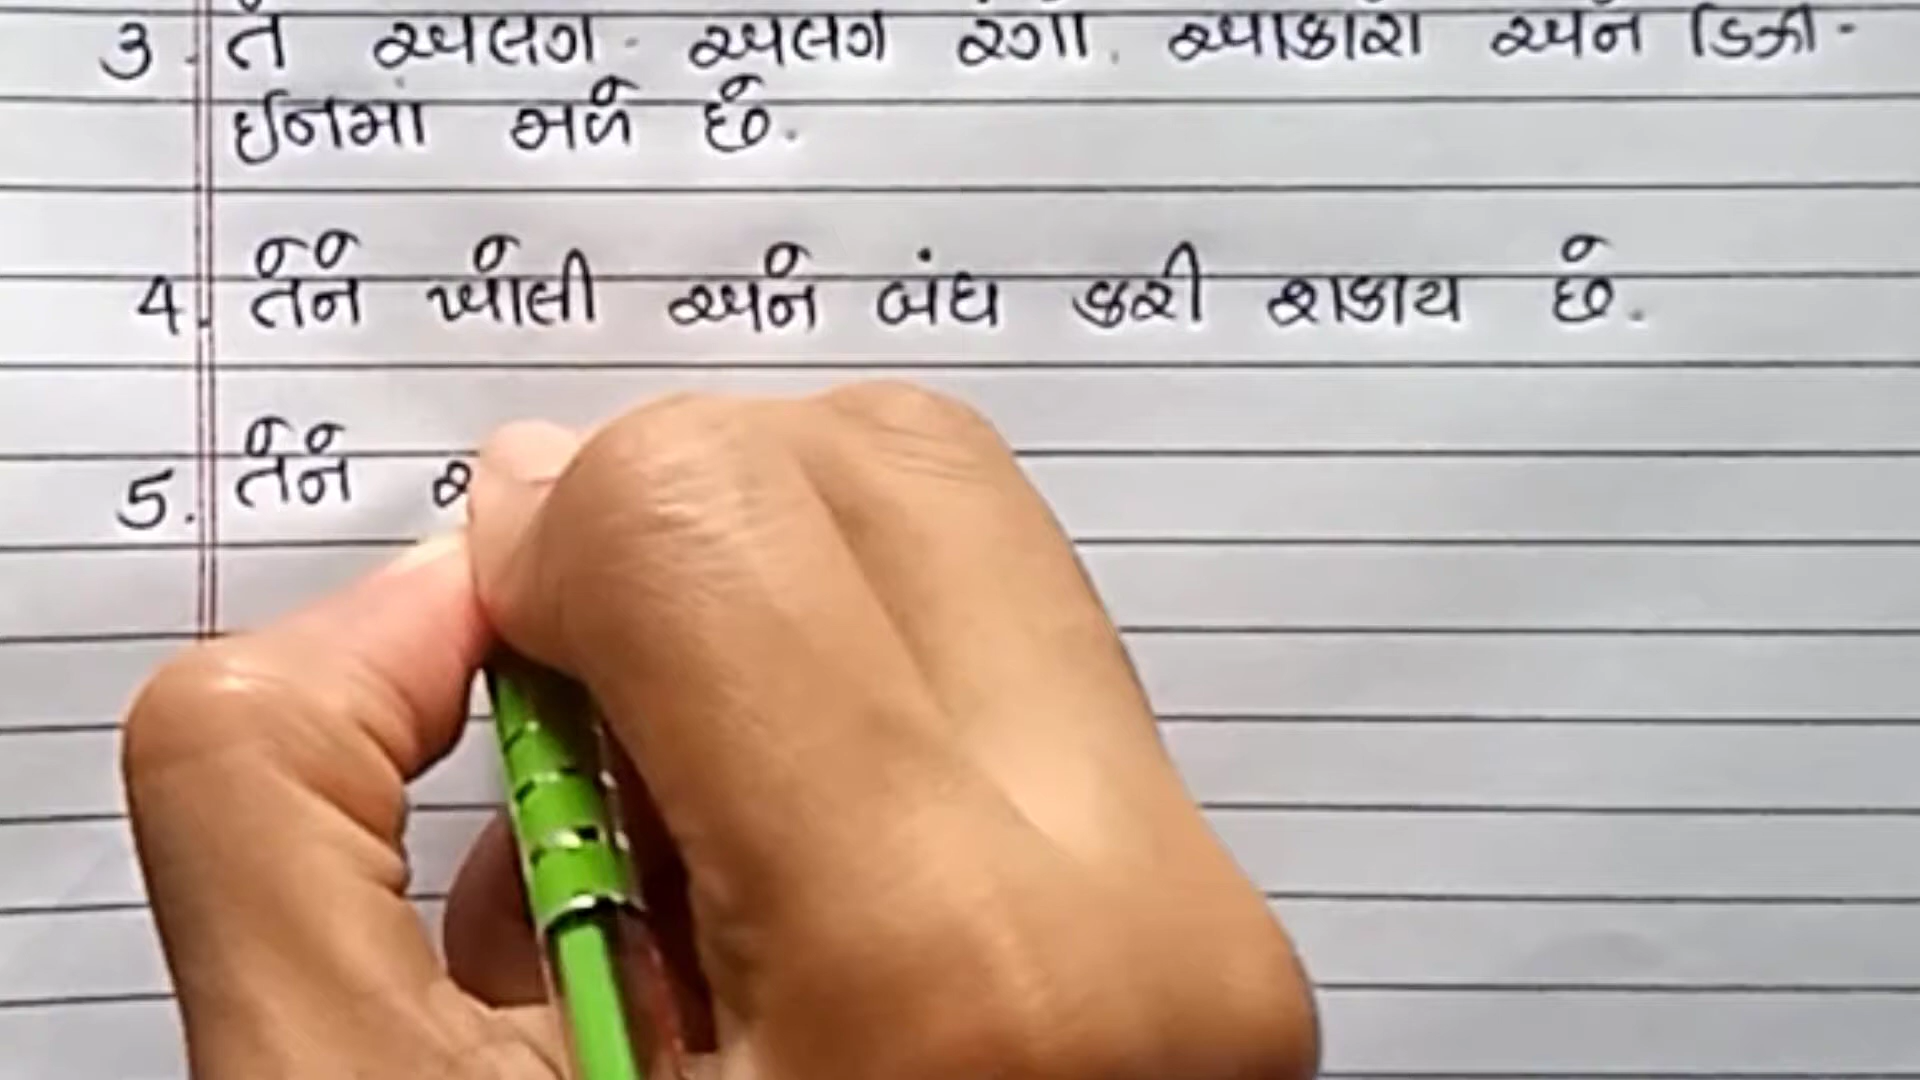 3. તે અલગ - અલગ રંગો, આકારો અને ડિઝા-
ઈનમાં મળે છે.
4. તેને ખોલી અને બંધ કરી શકાય છે.
5. તેને